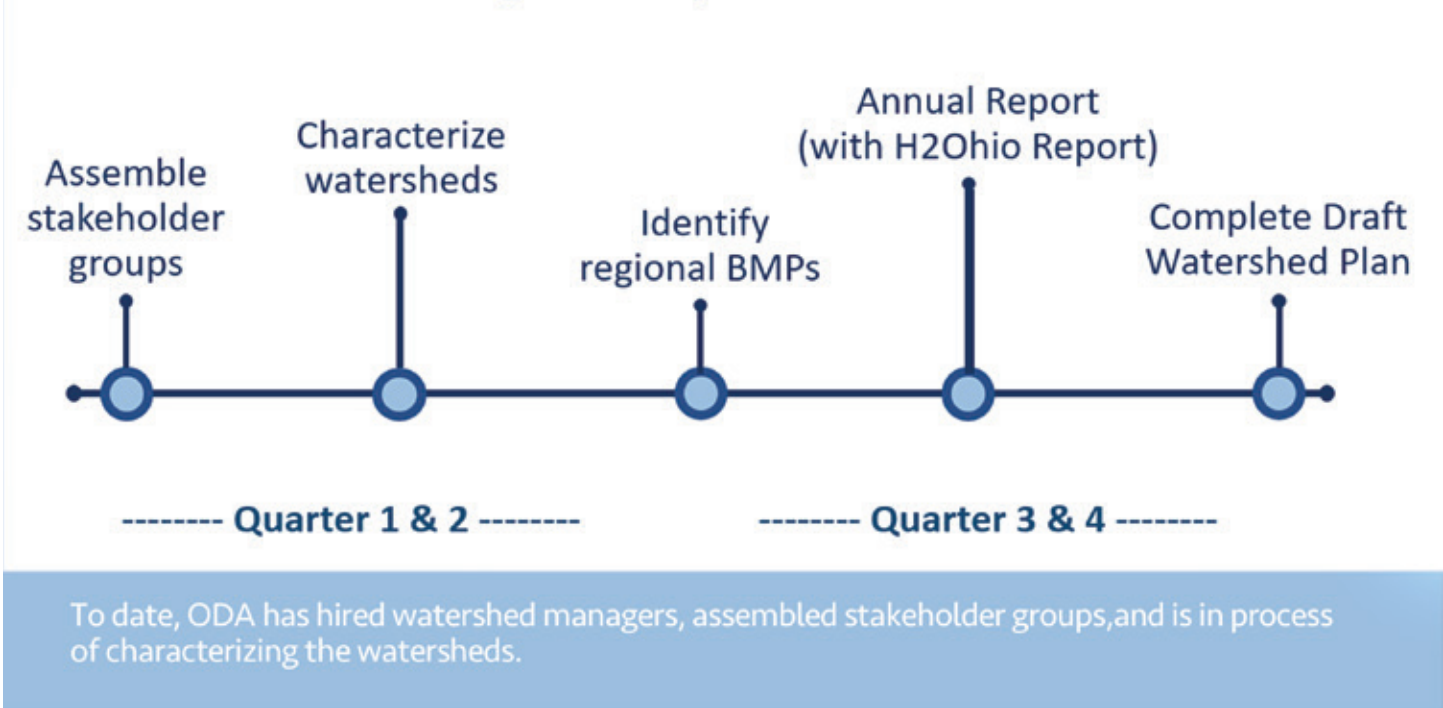 Assemble
stakeholder
groups
Characterize
watersheds
Identify
regional BMPs
Annual Report
(with H2Ohio Report)
Complete Draft
Watershed Plan
-------- Quarter 1 & 2 --------
-------- Quarter 3 & 4 --------
To date, ODA has hired watershed managers, assembled stakeholder groups,and is in process
of characterizing the watersheds.